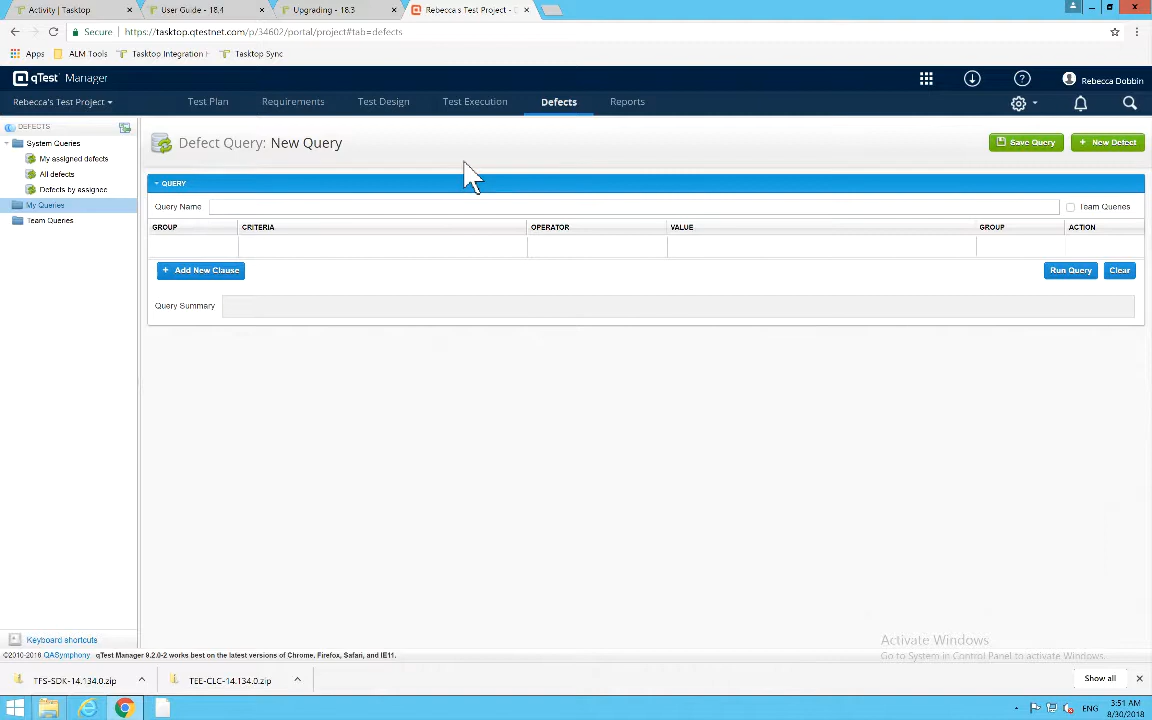 Activity | Tasktop
User Guide - 18.4
Upgrading - 18.3
Rebecca's Test Project -
Secure
https://tasktop.qtestnet.com/p/34602/portal/project#tab=defects
Apps
ALM Tools
Tasktop Integration
Tasktop Sync
qTest Manager
Rebecca Dobbin
Rebecca's Test Project
Test Plan
Requirements
Test Design
Test Execution
Defects
Reports
DEFECTS
System Queries
My assigned defects
All defects
Defects by assigned
My Queries
Team Queries
Defect Query: New Query
Save Query
+ New Defect
QUERY
Query Name
Team Queries
GROUP
CRITERIA
OPERATOR
VALUE
GROUP
ACTION
+ Add New Clause
Run Query
Clear
Query Summary
Activate Windows
Go to System in Control Panel to activate Windows.
Keyboard shortcuts
©2010-2018 QASymphony. qTest Manager 9.2.0-2 works best on the latest versions of Chrome, Firefox, Safari, and IE11.
TFS-SDK-14.134.0.zip
TEE-CLC-14.134.0.zip
Show all
ENG
3:51 AM
8/30/2018